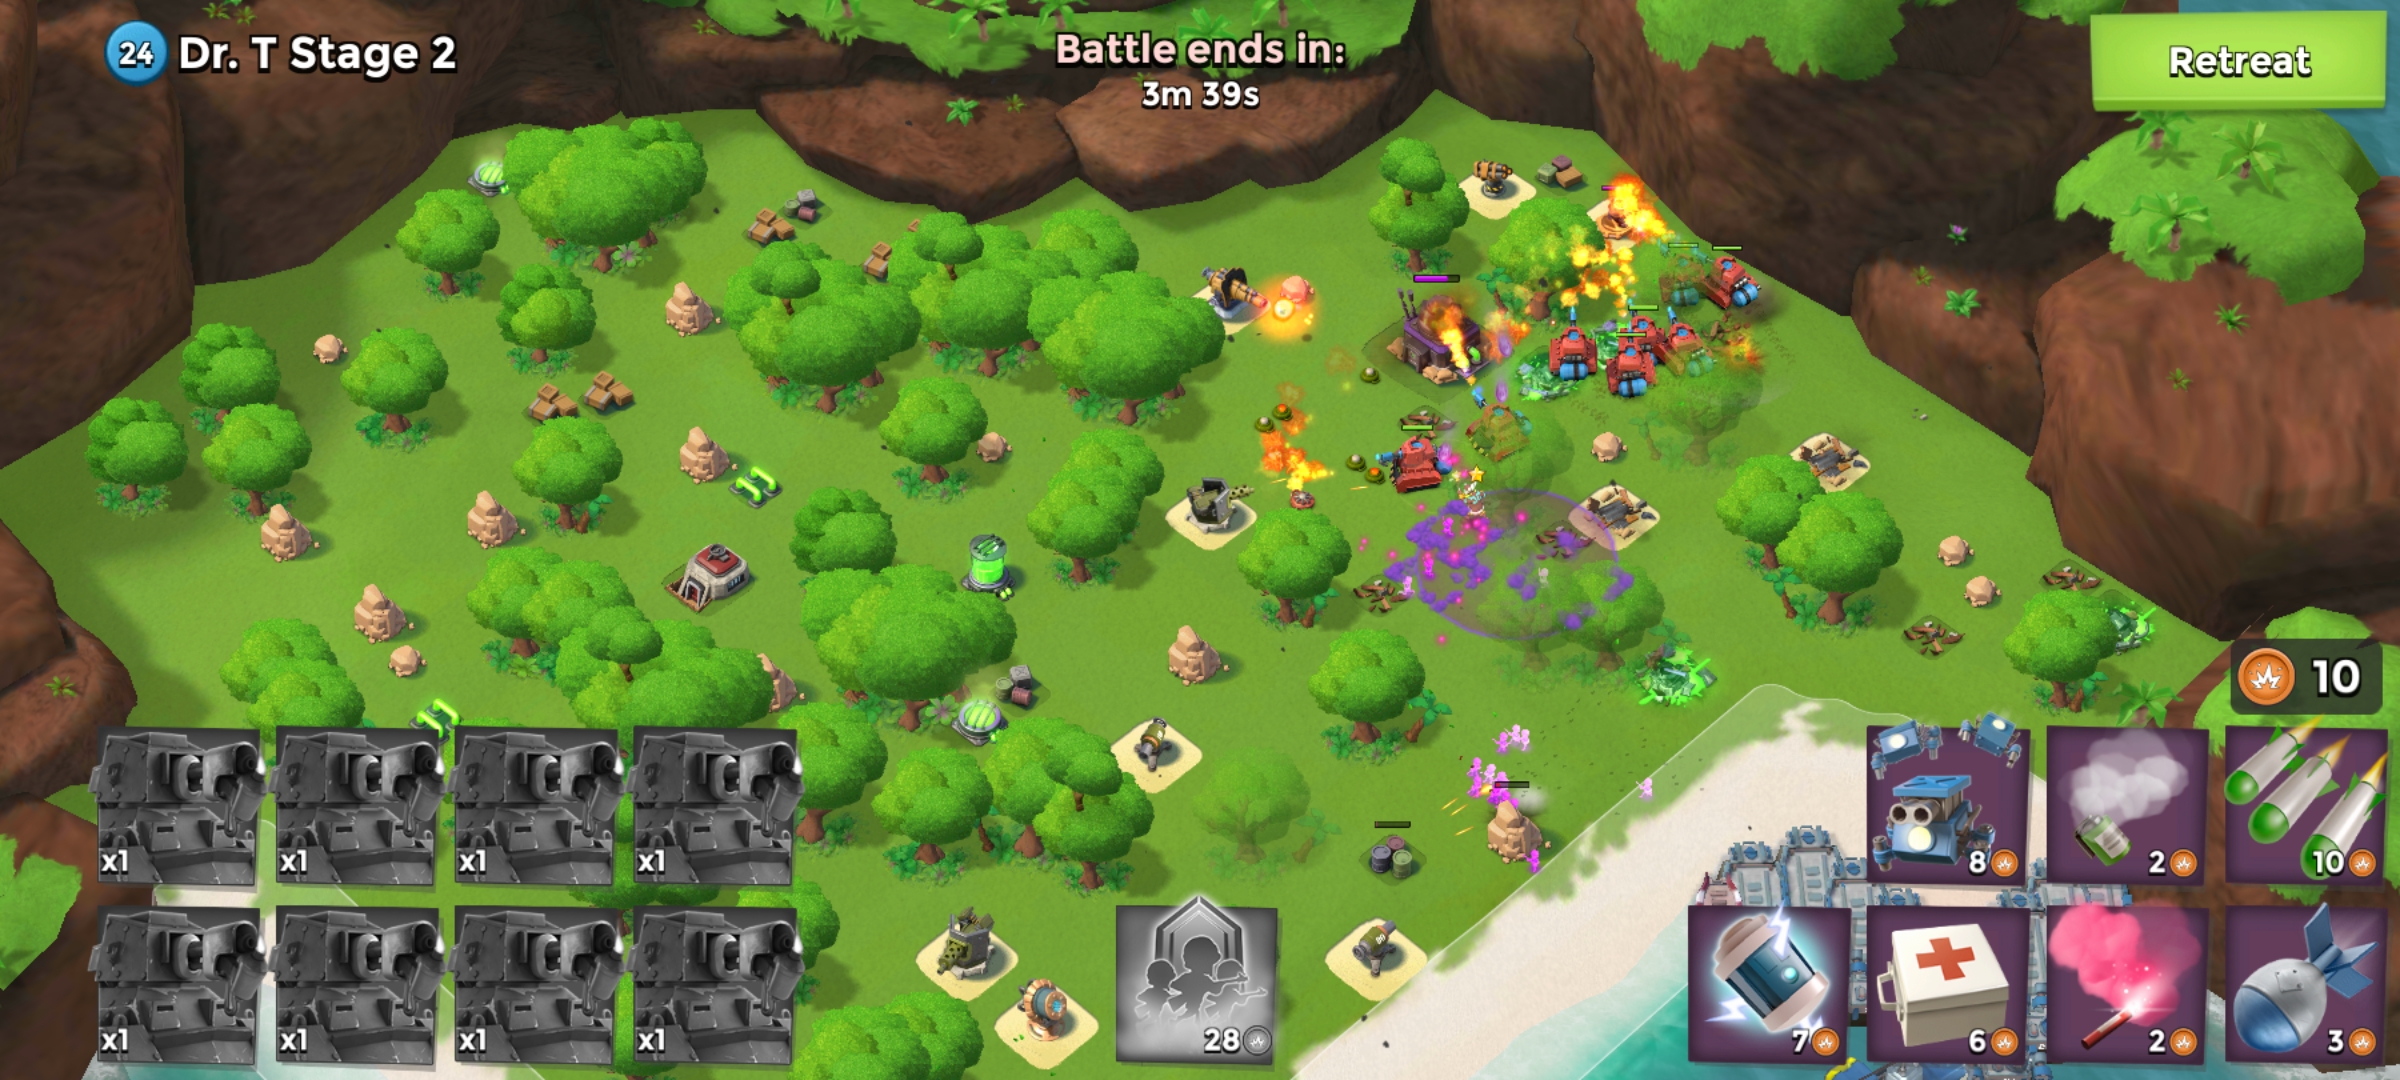 24 Dr. T Stage 2
Battle ends in:
3m 39s
Retreat
10
8
2
10
x1
x1
x1
x1
x1
x1
x1
x1
28
7
6
2
3